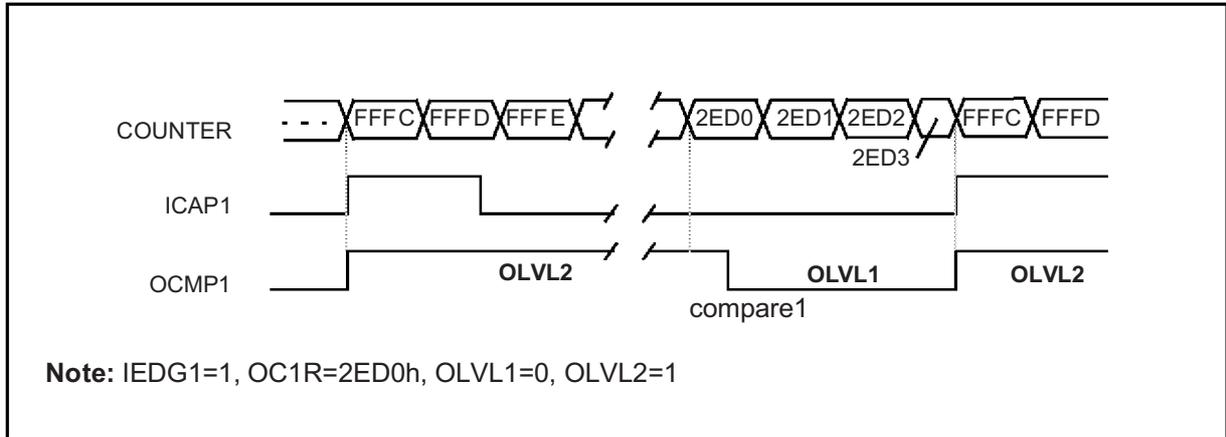 COUNTER
- - - -
FFFC
FFFD
FFFE
2ED0
2ED1
2ED2
2ED3
FFFC
FFFD
ICAP1
OCMP1
OLVL2
compare1
OLVL1
OLVL2
Note: IEDG1=1, OC1R=2ED0h, OLVL1=0, OLVL2=1